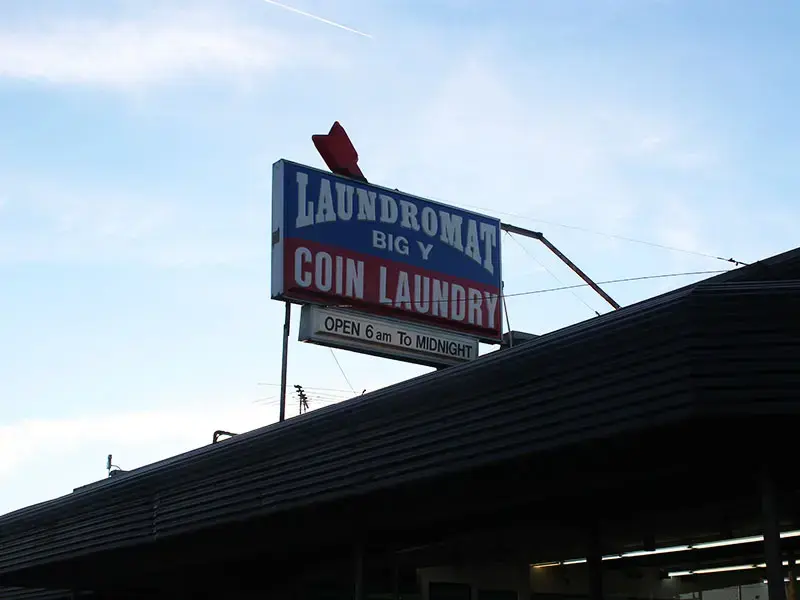 LAUNDROMAT
BIG Y
COIN LAUNDRY
OPEN 6 am To MIDNIGHT